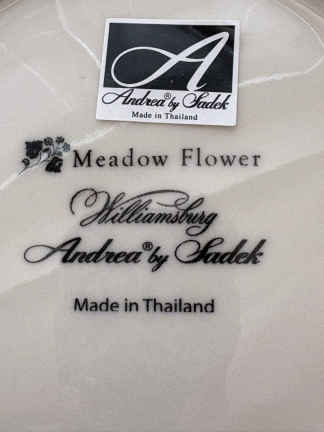 A
Andrea® by Sadek
Made in Thailand
Meadow Flower
Williamsburg
Andrea® by Sadek
Made in Thailand